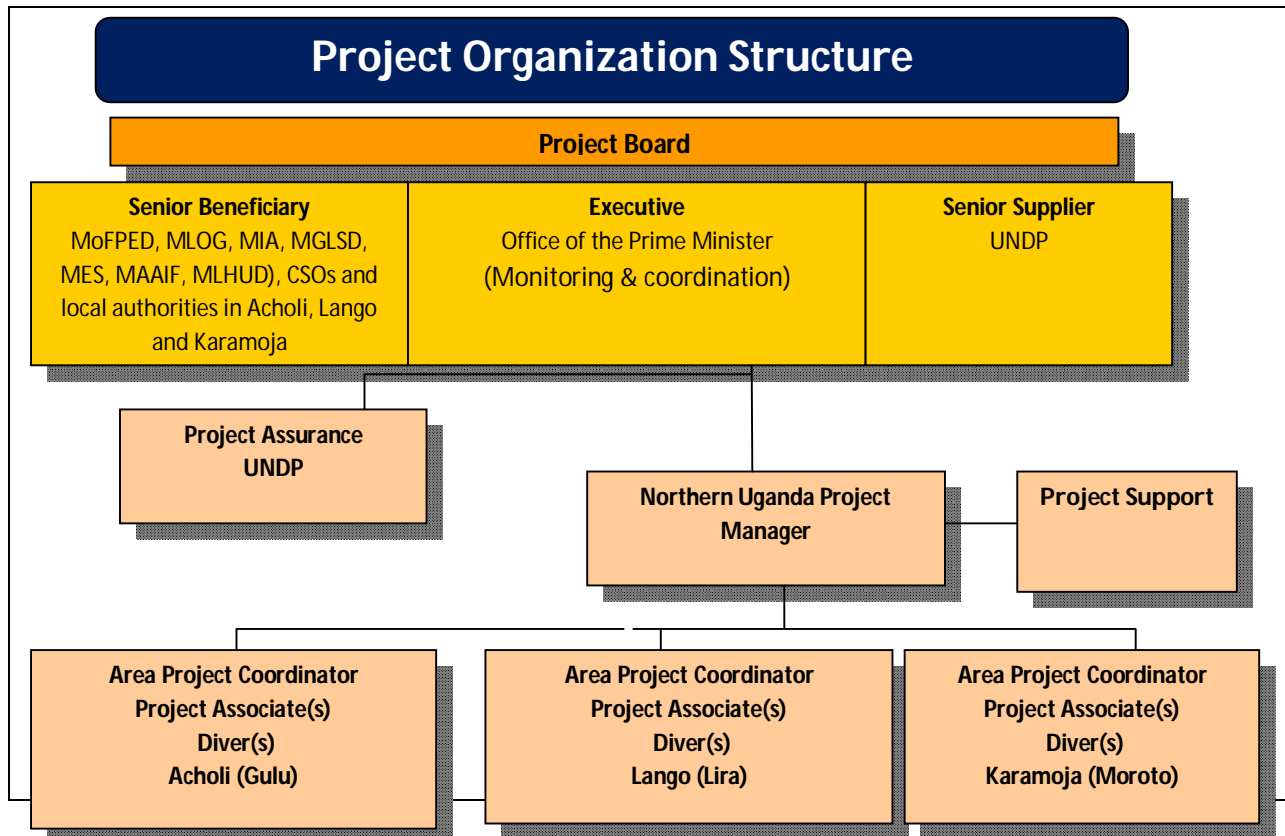 Project Organization Structure
Project Board
Senior Beneficiary
MoFPED, MLOG, MIA, MGLSD,
MES, MAAIF, MLHUD), CSOs and
local authorities in Acholi, Lango
and Karamoja
Executive
Office of the Prime Minister
(Monitoring & coordination)
Senior Supplier
UNDP
Project Assurance
UNDP
Northern Uganda Project
Manager
Project Support
Area Project Coordinator
Project Associate(s)
Diver(s)
Acholi (Gulu)
Area Project Coordinator
Project Associate(s)
Diver(s)
Lango (Lira)
Area Project Coordinator
Project Associate(s)
Diver(s)
Karamoja (Moroto)